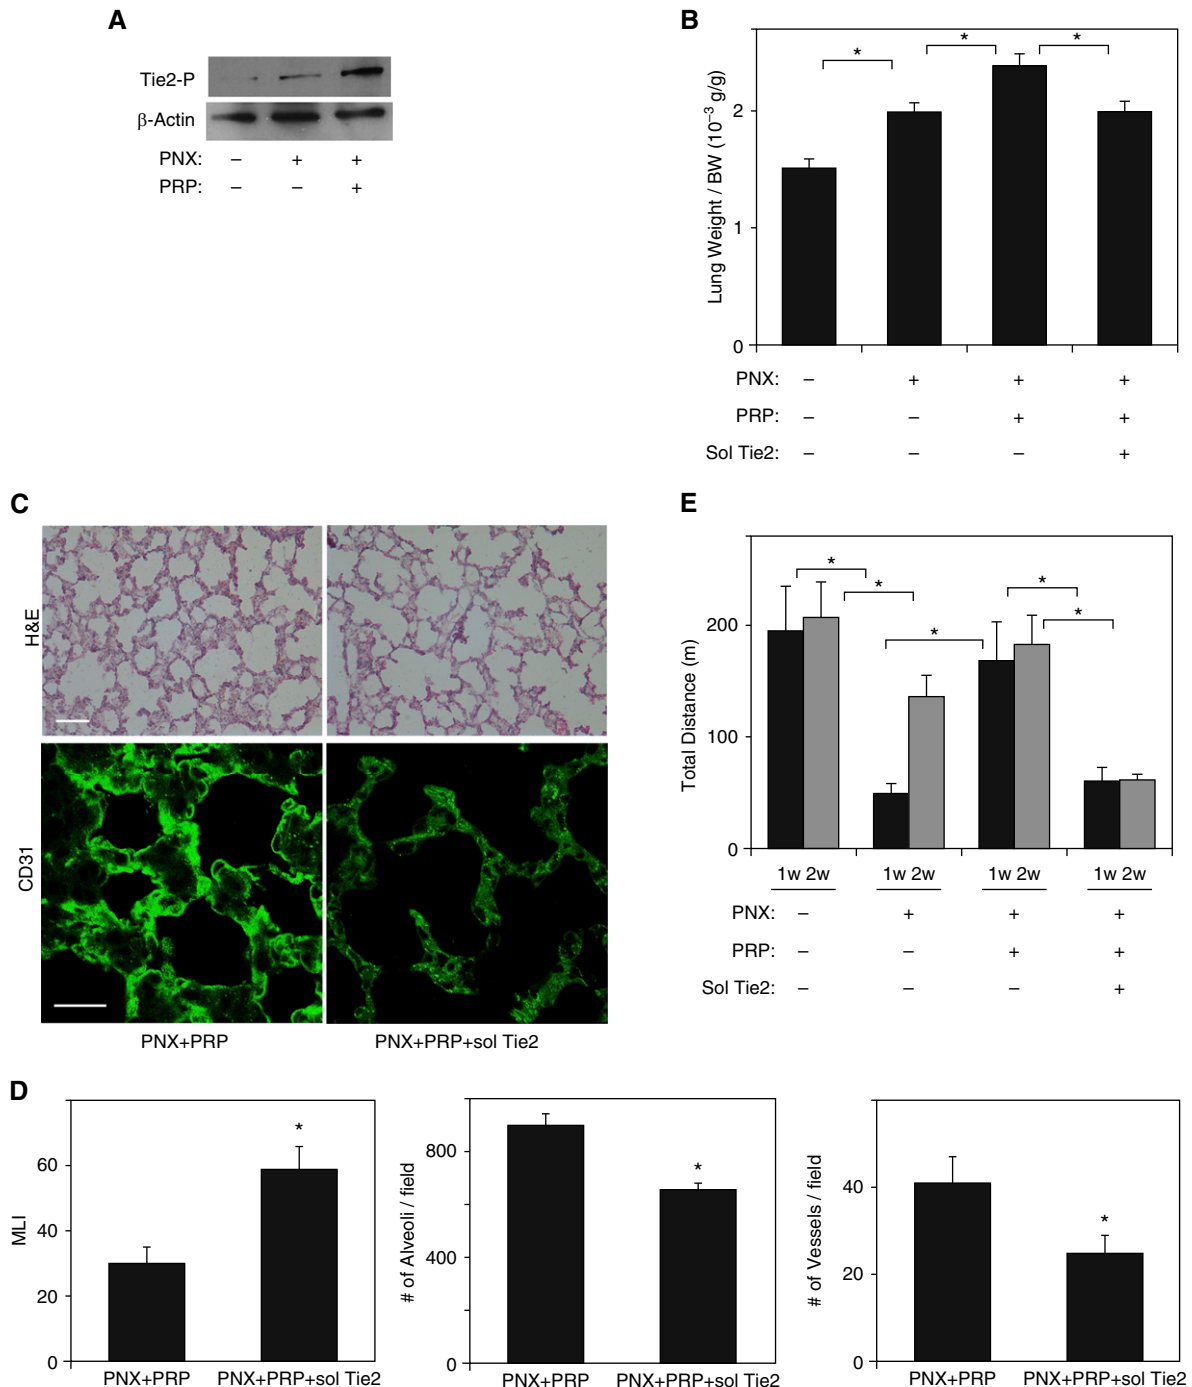 A
Tie2-P
β-Actin
PNX: – + +
PRP: – – +
B
Lung Weight / BW (10⁻³ g/g)
2
1
0
* * *
PNX: – + + +
PRP: – – + +
Sol Tie2: – – – +
C
H&E
CD31
PNX+PRP PNX+PRP+sol Tie2
E
Total Distance (m)
200
100
0
* * * * *
1w 2w 1w 2w 1w 2w 1w 2w
PNX: – + + +
PRP: – – + +
Sol Tie2: – – – +
D
MLI
60
40
20
0
*
PNX+PRP PNX+PRP+sol Tie2
# of Alveoli / field
800
400
0
*
PNX+PRP PNX+PRP+sol Tie2
# of Vessels / field
40
20
0
*
PNX+PRP PNX+PRP+sol Tie2